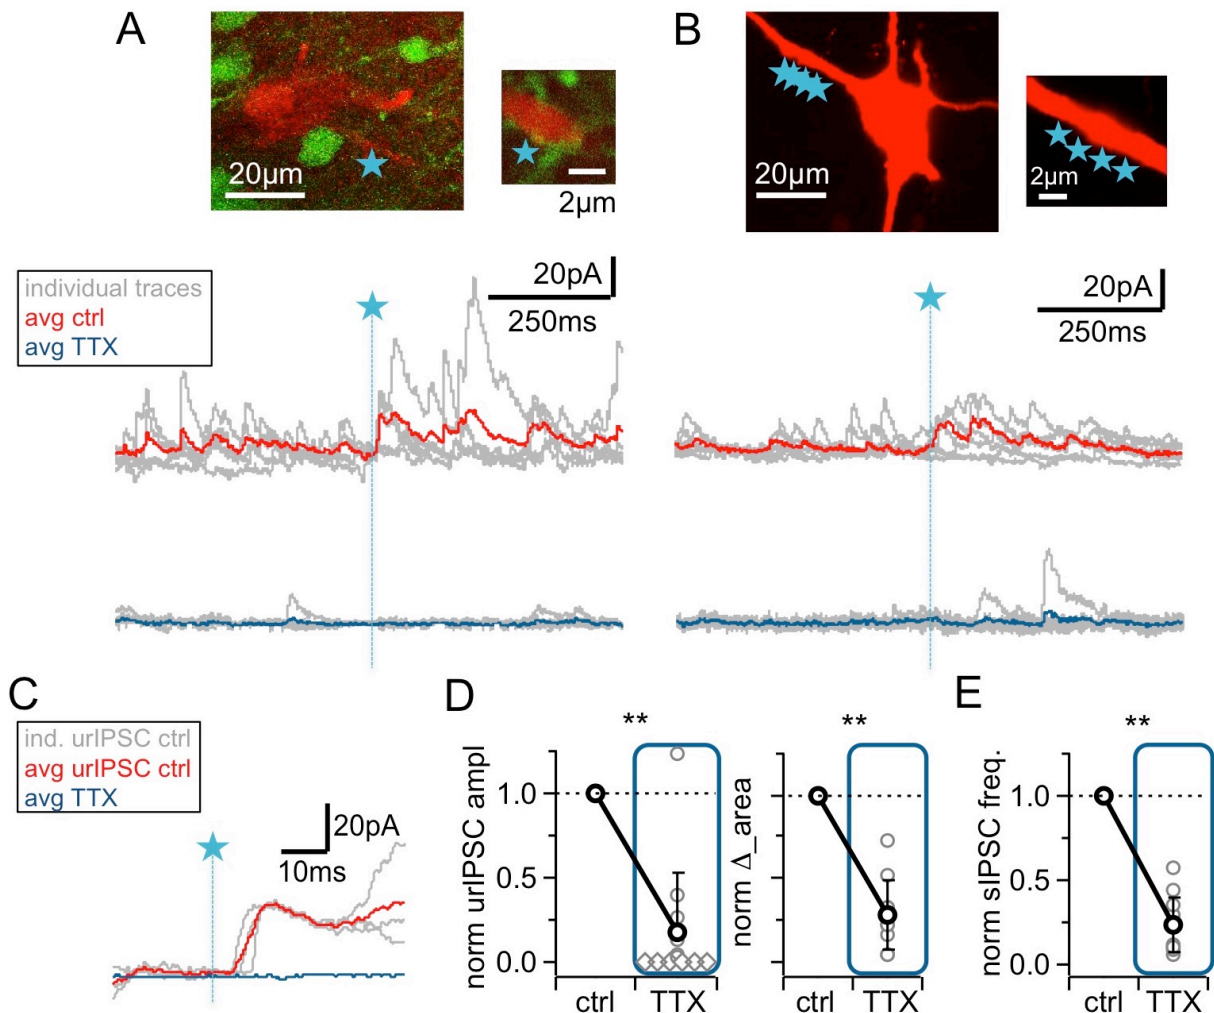 A
B
20µm
2µm
20µm
2µm
individual traces
avg ctrl
avg TTX
20pA
250ms
20pA
250ms
C
ind. urIPSC ctrl
avg urIPSC ctrl
avg TTX
20pA
10ms
D
**
norm urIPSC ampl
1.0
0.5
0.0
ctrl
TTX
**
norm Δ_area
ctrl
TTX
E
**
norm sIPSC freq.
1.0
0.5
0.0
ctrl
TTX